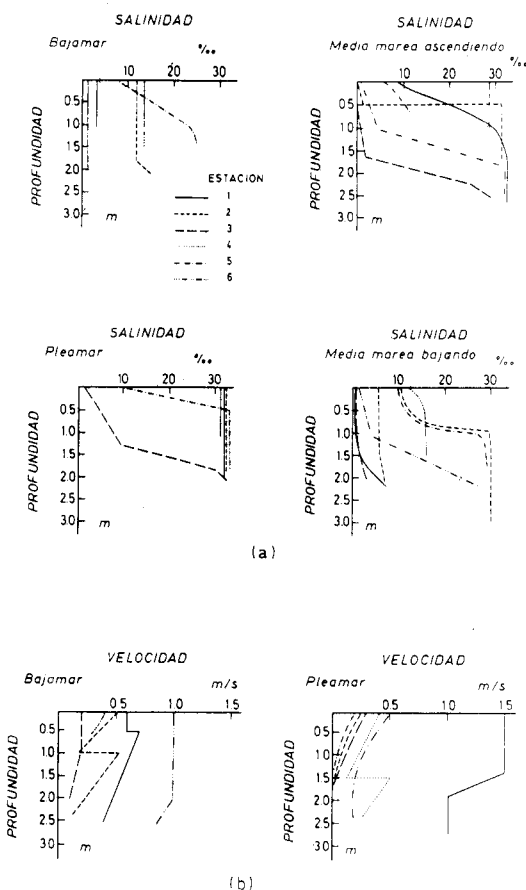 SALINIDAD
Bajamar
‰
10 20 30
0.5
1.0
1.5
2.0
2.5
3.0
PROFUNDIDAD
m
ESTACION
1
2
3
4
5
6
SALINIDAD
Media marea ascendiendo
‰
10 20 30
0.5
1.0
1.5
2.0
2.5
3.0
PROFUNDIDAD
m
SALINIDAD
Pleamar
‰
10 20 30
0.5
1.0
1.5
2.0
2.5
3.0
PROFUNDIDAD
m
SALINIDAD
Media marea bajando
‰
10 20 30
0.5
1.0
1.5
2.0
2.5
3.0
PROFUNDIDAD
m
(a)
VELOCIDAD
Bajamar
m/s
0.5 1.0 1.5
0.5
1.0
1.5
2.0
2.5
3.0
PROFUNDIDAD
m
VELOCIDAD
Pleamar
m/s
0.5 1.0 1.5
0.5
1.0
1.5
2.0
2.5
3.0
PROFUNDIDAD
m
(b)